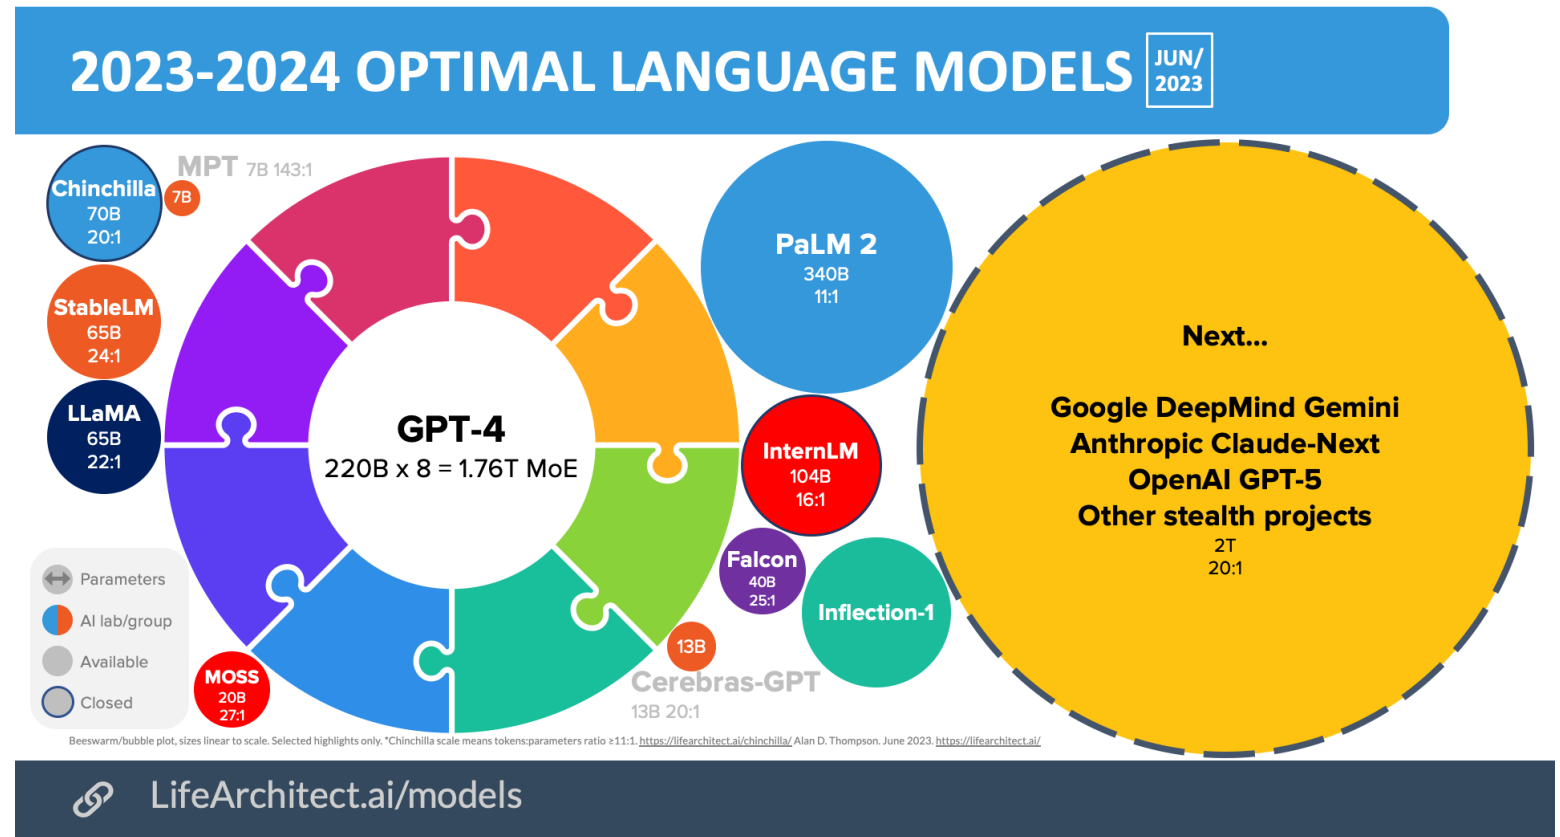 2023-2024 OPTIMAL LANGUAGE MODELS
JUN/
2023
Chinchilla
70B
20:1
MPT 7B 143:1
7B
StableLM
65B
24:1
LLaMA
65B
22:1
GPT-4
220B x 8 = 1.76T MoE
PaLM 2
340B
11:1
InternLM
104B
16:1
Falcon
40B
25:1
Inflection-1
13B
Cerebras-GPT
13B 20:1
MOSS
20B
27:1
Next...
Google DeepMind Gemini
Anthropic Claude-Next
OpenAI GPT-5
Other stealth projects
2T
20:1
Parameters
AI lab/group
Available
Closed
Beeswarm/bubble plot, sizes linear to scale. Selected highlights only. *Chinchilla scale means tokens:parameters ratio ≥11:1. https://lifearchitect.ai/chinchilla/ Alan D. Thompson. June 2023. https://lifearchitect.ai/
LifeArchitect.ai/models